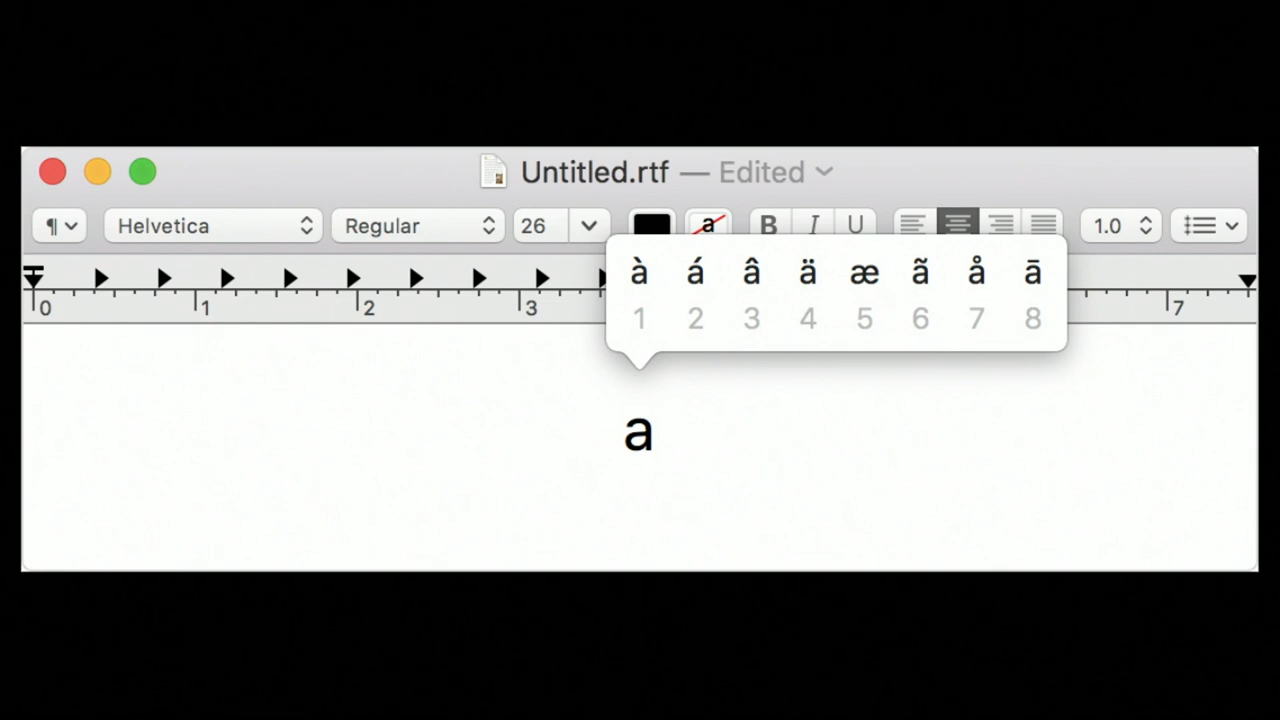 Untitled.rtf — Edited
¶ Helvetica Regular 26 a B I U 1.0
à á â ä æ ã å ā
1 2 3 4 5 6 7 8
0 1 2 3 7
a